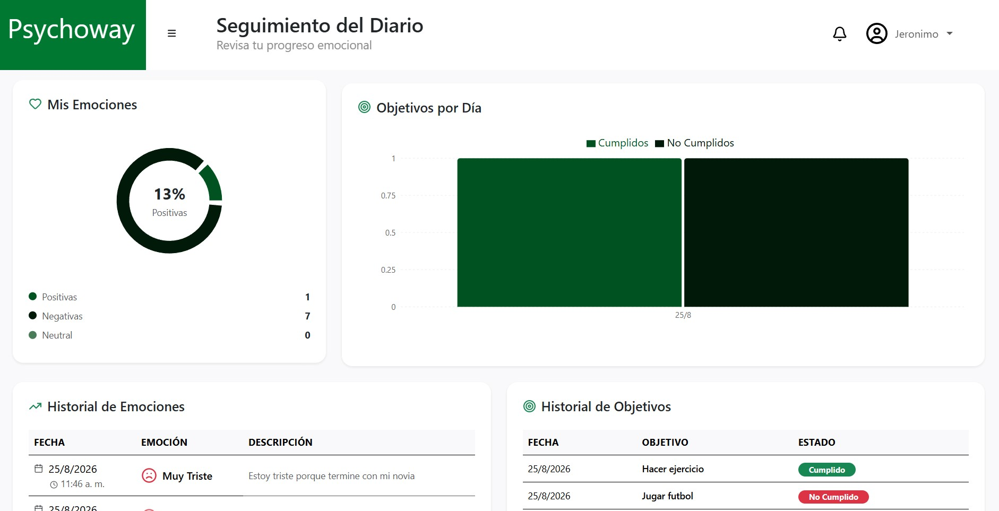 Psychoway
Seguimiento del Diario
Revisa tu progreso emocional
Jeronimo
Mis Emociones
13%
Positivas
Positivas 1
Negativas 7
Neutral 0
Objetivos por Día
Cumplidos No Cumplidos
1
0.75
0.5
0.25
0
25/8
Historial de Emociones
FECHA EMOCIÓN DESCRIPCIÓN
25/8/2026
11:46 a. m.
Muy Triste
Estoy triste porque termine con mi novia
25/8/2026
Historial de Objetivos
FECHA OBJETIVO ESTADO
25/8/2026 Hacer ejercicio Cumplido
25/8/2026 Jugar futbol No Cumplido